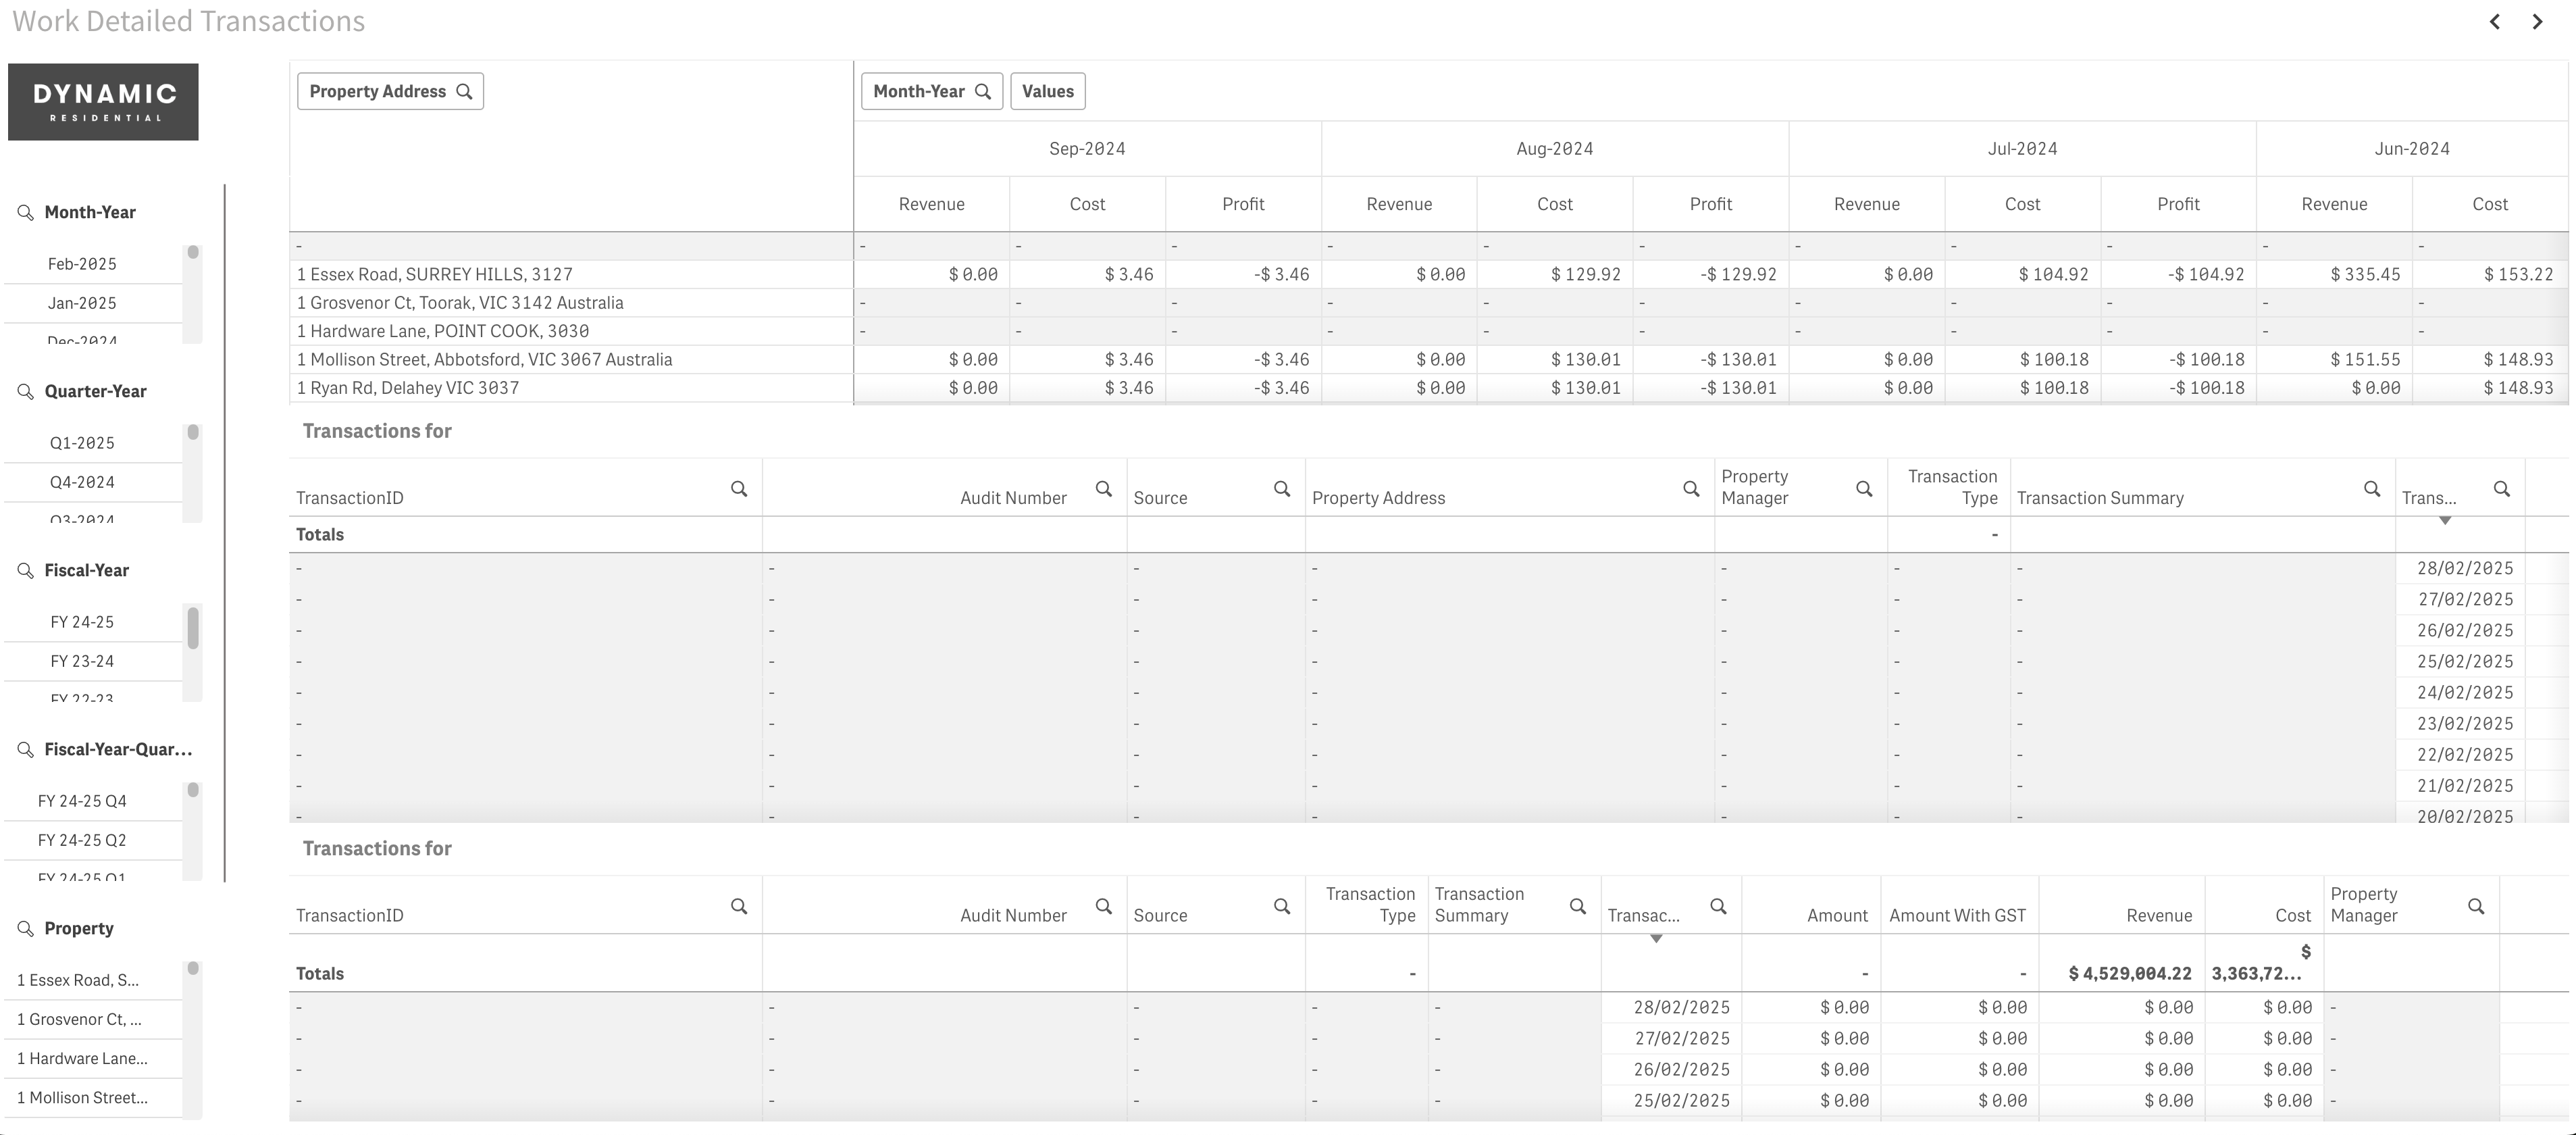 Work Detailed Transactions
DYNAMIC
RESIDENTIAL
Month-Year
Feb-2025
Jan-2025
Dec-2024
Quarter-Year
Q1-2025
Q4-2024
Q3-2024
Fiscal-Year
FY 24-25
FY 23-24
FY 22-23
Fiscal-Year-Quar...
FY 24-25 Q4
FY 24-25 Q2
FY 24-25 Q1
Property
1 Essex Road, S...
1 Grosvenor Ct, ...
1 Hardware Lane...
1 Mollison Street...
Property Address Month-Year Values
Sep-2024 Aug-2024 Jul-2024 Jun-2024
Revenue Cost Profit Revenue Cost Profit Revenue Cost Profit Revenue Cost
- - - - - - - - - - - -
1 Essex Road, SURREY HILLS, 3127 $ 0.00 $ 3.46 -$ 3.46 $ 0.00 $ 129.92 -$ 129.92 $ 0.00 $ 104.92 -$ 104.92 $ 335.45 $ 153.22
1 Grosvenor Ct, Toorak, VIC 3142 Australia - - - - - - - - - - -
1 Hardware Lane, POINT COOK, 3030 - - - - - - - - - - -
1 Mollison Street, Abbotsford, VIC 3067 Australia $ 0.00 $ 3.46 -$ 3.46 $ 0.00 $ 130.01 -$ 130.01 $ 0.00 $ 100.18 -$ 100.18 $ 151.55 $ 148.93
1 Ryan Rd, Delahey VIC 3037 $ 0.00 $ 3.46 -$ 3.46 $ 0.00 $ 130.01 -$ 130.01 $ 0.00 $ 100.18 -$ 100.18 $ 0.00 $ 148.93
Transactions for
TransactionID Audit Number Source Property Address Property Manager Transaction Type Transaction Summary Trans...
Totals -
- - - - - - - 28/02/2025
- - - - - - - 27/02/2025
- - - - - - - 26/02/2025
- - - - - - - 25/02/2025
- - - - - - - 24/02/2025
- - - - - - - 23/02/2025
- - - - - - - 22/02/2025
- - - - - - - 21/02/2025
- - - - - - - 20/02/2025
Transactions for
TransactionID Audit Number Source Transaction Type Transaction Summary Transac... Amount Amount With GST Revenue Cost Property Manager
Totals - - - $ 4,529,004.22 $ 3,363,72...
- - - - - 28/02/2025 $ 0.00 $ 0.00 $ 0.00 $ 0.00 -
- - - - - 27/02/2025 $ 0.00 $ 0.00 $ 0.00 $ 0.00 -
- - - - - 26/02/2025 $ 0.00 $ 0.00 $ 0.00 $ 0.00 -
- - - - - 25/02/2025 $ 0.00 $ 0.00 $ 0.00 $ 0.00 -